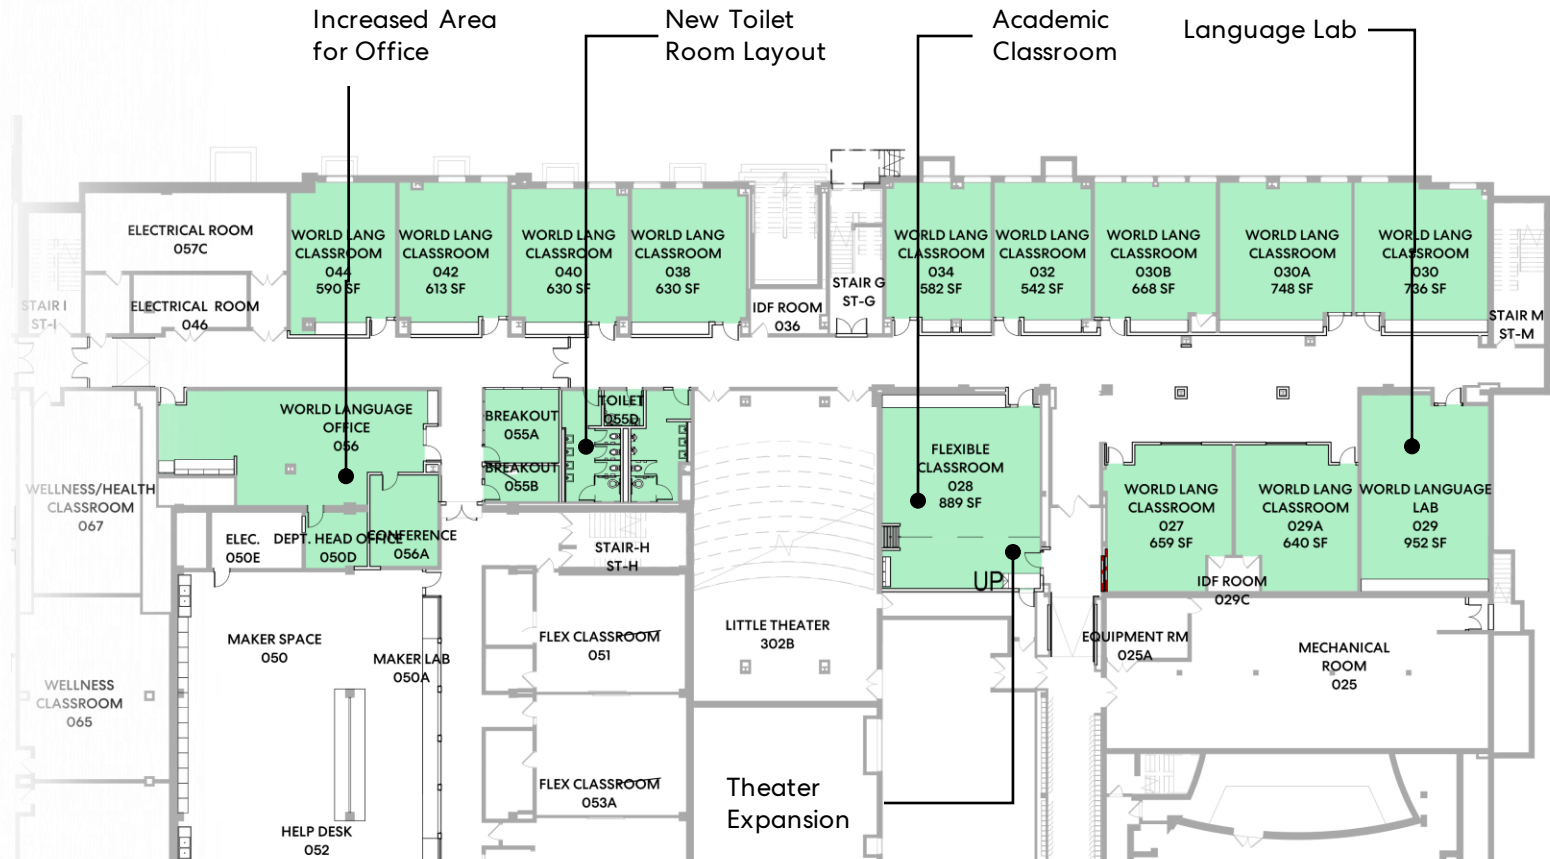 Increased Area
for Office
New Toilet
Room Layout
Academic
Classroom
Language Lab
ELECTRICAL ROOM
057C
WORLD LANG
CLASSROOM
044
590 SF
WORLD LANG
CLASSROOM
042
613 SF
WORLD LANG
CLASSROOM
040
630 SF
WORLD LANG
CLASSROOM
038
630 SF
WORLD LANG
CLASSROOM
034
582 SF
WORLD LANG
CLASSROOM
032
542 SF
WORLD LANG
CLASSROOM
030B
668 SF
WORLD LANG
CLASSROOM
030A
748 SF
WORLD LANG
CLASSROOM
030
736 SF
STAIR I
ST-I
ELECTRICAL ROOM
046
IDF ROOM
036
STAIR G
ST-G
STAIR M
ST-M
WORLD LANGUAGE
OFFICE
056
BREAKOUT
055A
BREAKOUT
055B
TOILET
055D
FLEXIBLE
CLASSROOM
028
889 SF
WORLD LANG
CLASSROOM
027
659 SF
WORLD LANG
CLASSROOM
029A
640 SF
WORLD LANGUAGE
LAB
029
952 SF
WELLNESS/HEALTH
CLASSROOM
067
ELEC.
050E
DEPT. HEAD OFFICE
050D
CONFERENCE
056A
STAIR-H
ST-H
UP
IDF ROOM
029C
MAKER SPACE
050
MAKER LAB
050A
FLEX CLASSROOM
051
LITTLE THEATER
302B
EQUIPMENT RM
025A
MECHANICAL
ROOM
025
WELLNESS
CLASSROOM
065
FLEX CLASSROOM
053A
Theater
Expansion
HELP DESK
052